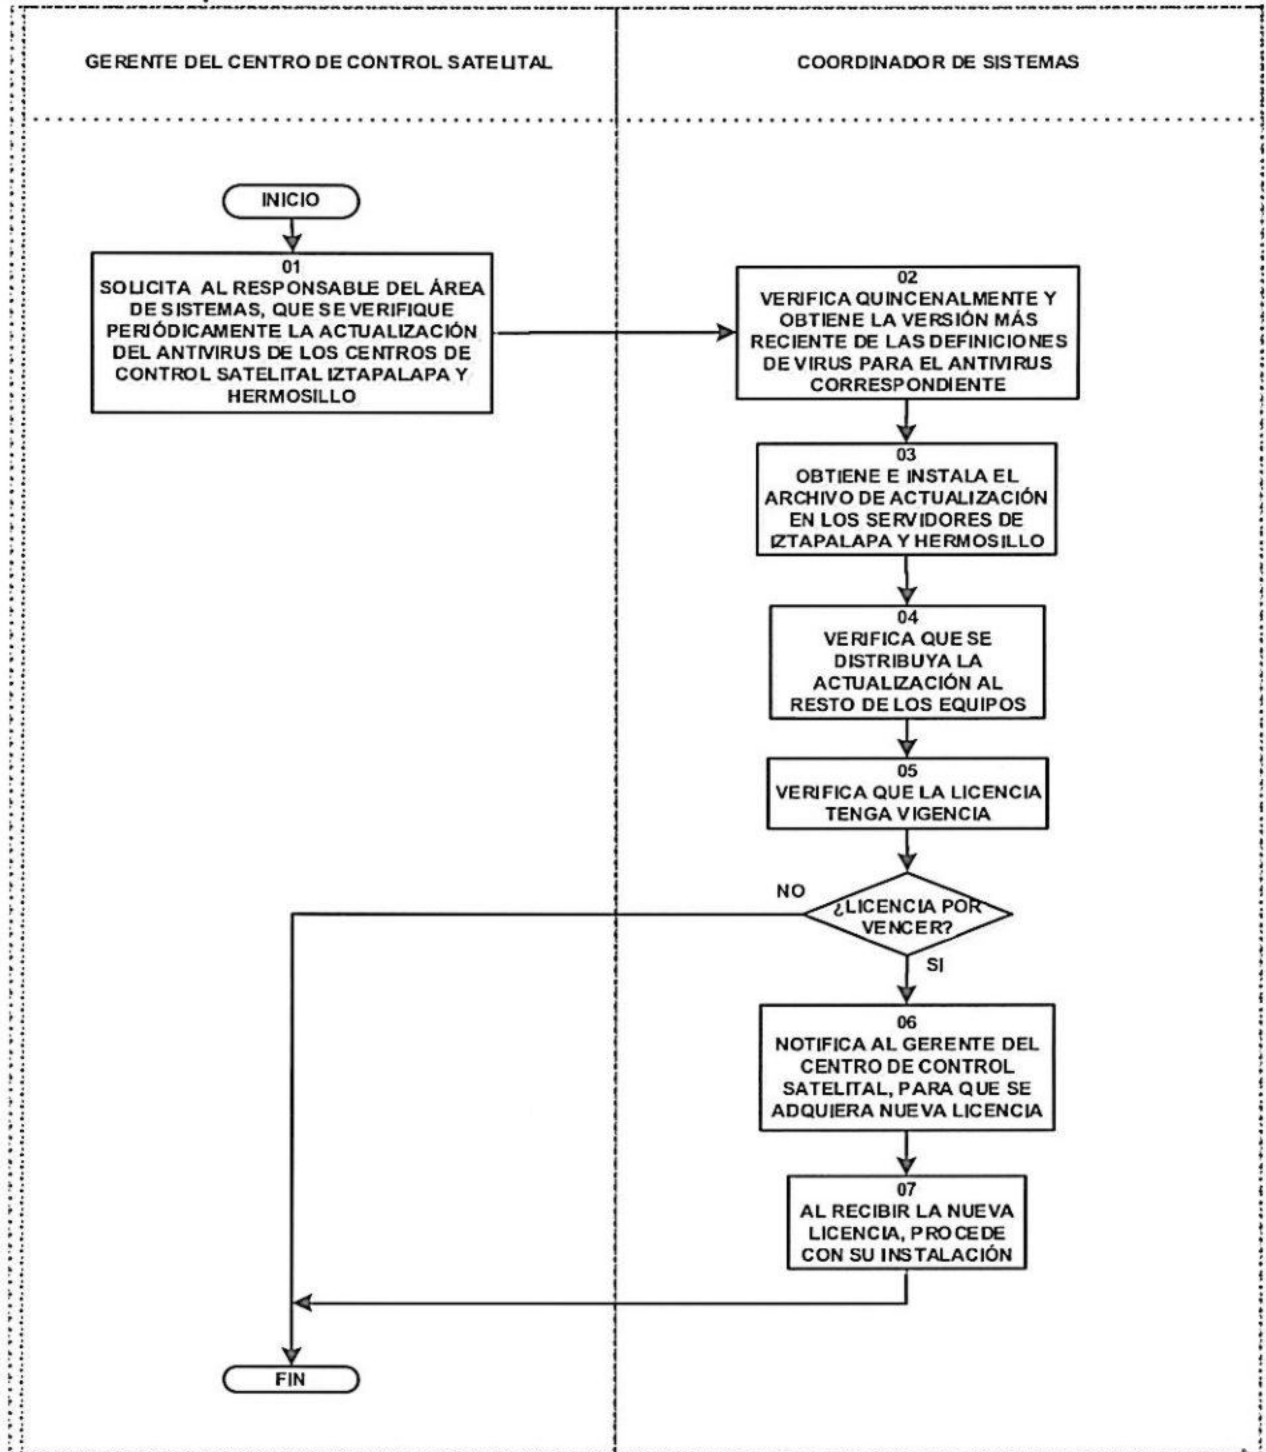 GERENTE DEL CENTRO DE CONTROL SATELITAL
COORDINADOR DE SISTEMAS
INICIO
01
SOLICITA AL RESPONSABLE DEL ÁREA
DE SISTEMAS, QUE SE VERIFIQUE
PERIÓDICAMENTE LA ACTUALIZACIÓN
DEL ANTIVIRUS DE LOS CENTROS DE
CONTROL SATELITAL IZTAPALAPA Y
HERMOSILLO
02
VERIFICA QUINCENALMENTE Y
OBTIENE LA VERSIÓN MÁS
RECIENTE DE LAS DEFINICIONES
DE VIRUS PARA EL ANTIVIRUS
CORRESPONDIENTE
03
OBTIENE E INSTALA EL
ARCHIVO DE ACTUALIZACIÓN
EN LOS SERVIDORES DE
IZTAPALAPA Y HERMOSILLO
04
VERIFICA QUE SE
DISTRIBUYA LA
ACTUALIZACIÓN AL
RESTO DE LOS EQUIPOS
05
VERIFICA QUE LA LICENCIA
TENGA VIGENCIA
NO
¿LICENCIA POR
VENCER?
SI
06
NOTIFICA AL GERENTE DEL
CENTRO DE CONTROL
SATELITAL, PARA QUE SE
ADQUIERA NUEVA LICENCIA
07
AL RECIBIR LA NUEVA
LICENCIA, PROCEDE
CON SU INSTALACIÓN
FIN